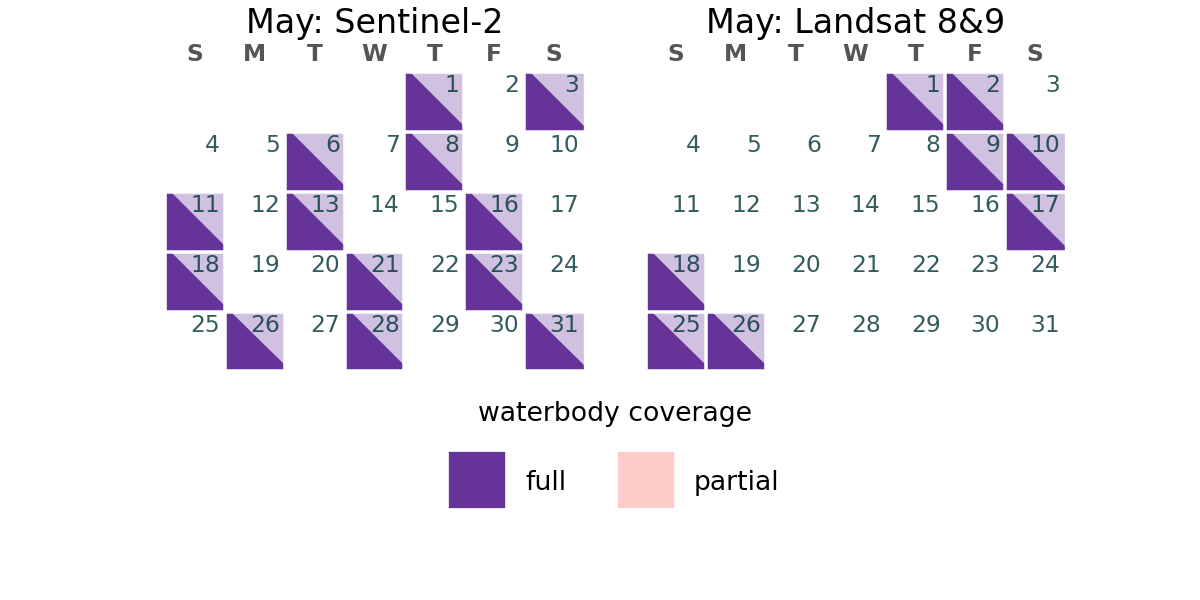 May: Sentinel-2
S M T W T F S
1 2 3
4 5 6 7 8 9 10
11 12 13 14 15 16 17
18 19 20 21 22 23 24
25 26 27 28 29 30 31
May: Landsat 8&9
S M T W T F S
1 2 3
4 5 6 7 8 9 10
11 12 13 14 15 16 17
18 19 20 21 22 23 24
25 26 27 28 29 30 31
waterbody coverage
full partial